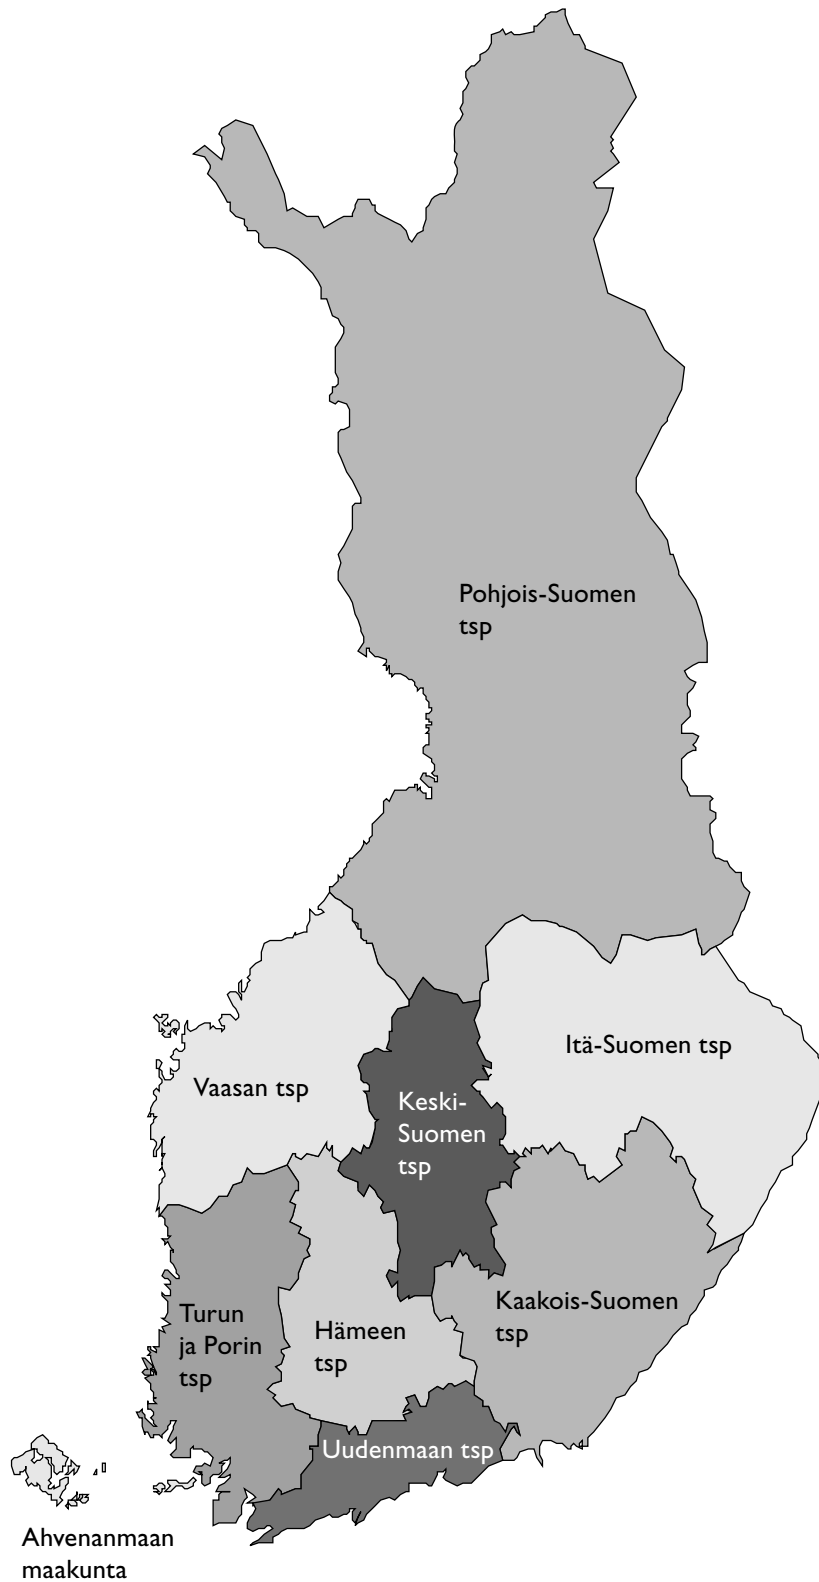 Pohjois-Suomen
tsp
Itä-Suomen tsp
Vaasan tsp
Keski-
Suomen
tsp
Kaakois-Suomen
tsp
Turun
ja Porin
tsp
Hämeen
tsp
Uudenmaan tsp
Ahvenanmaan
maakunta